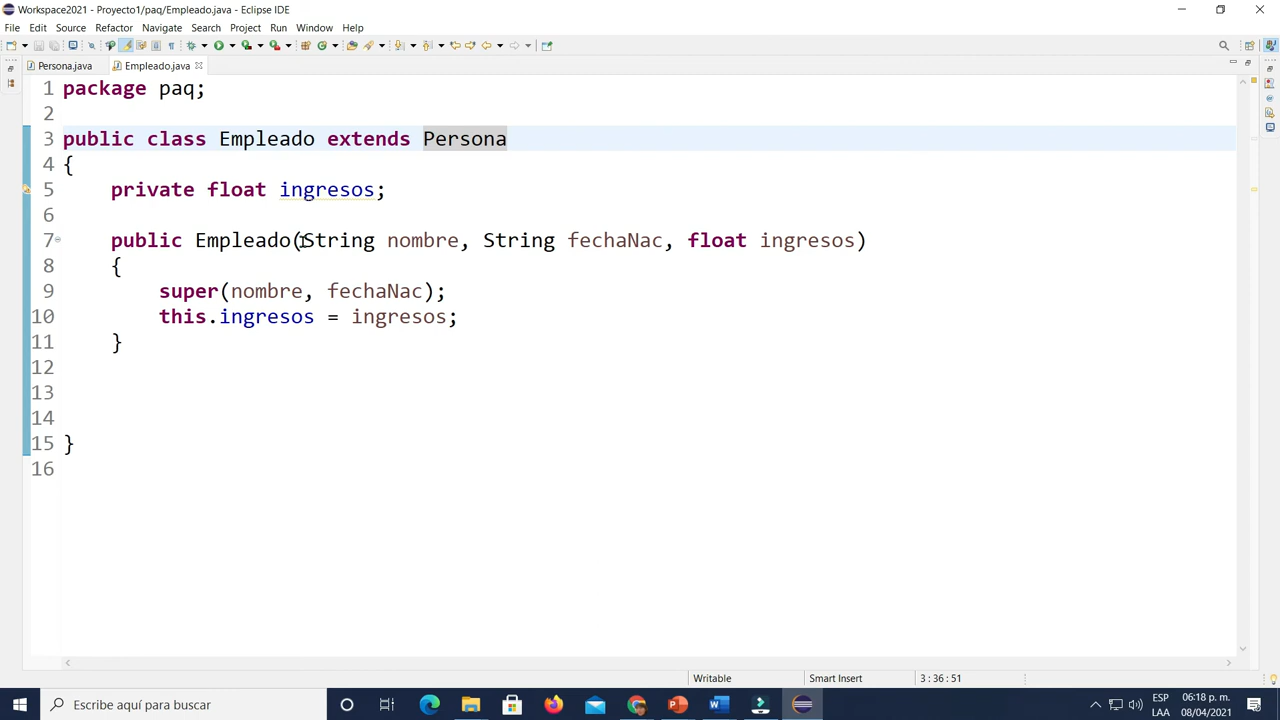 Workspace2021 - Proyecto1/paq/Empleado.java - Eclipse IDE
File Edit Source Refactor Navigate Search Project Run Window Help
Persona.java Empleado.java
1 package paq;
2
3 public class Empleado extends Persona
4 {
5 private float ingresos;
6
7 public Empleado(String nombre, String fechaNac, float ingresos)
8 {
9 super(nombre, fechaNac);
10 this.ingresos = ingresos;
11 }
12
13
14
15 }
16
Writable Smart Insert 3 : 36 : 51
Escribe aquí para buscar
ESP 06:18 p. m.
LAA 08/04/2021